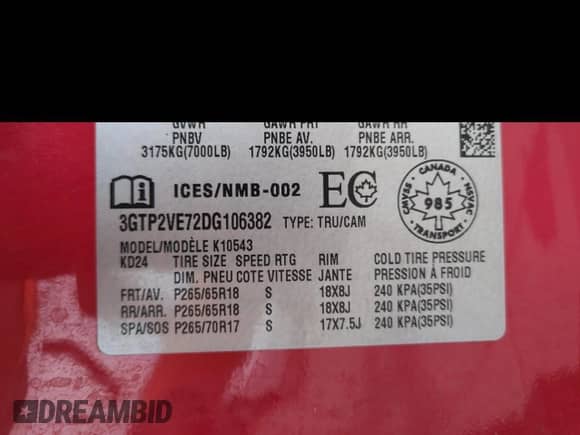 GVWR GAWR FRT GAWR RR
PNBV PNBE AV. PNBE ARR.
3175KG(7000LB) 1792KG(3950LB) 1792KG(3950LB)
ICES/NMB-002 EC
CANADA
CMVSS NSVAC
985
TRANSPORT
3GTP2VE72DG106382 TYPE: TRU/CAM
MODEL/MODÈLE K10543
KD24 TIRE SIZE SPEED RTG RIM COLD TIRE PRESSURE
DIM. PNEU COTE VITESSE JANTE PRESSION À FROID
FRT/AV. P265/65R18 S 18X8J 240 KPA(35PSI)
RR/ARR. P265/65R18 S 18X8J 240 KPA(35PSI)
SPA/SOS P265/70R17 S 17X7.5J 240 KPA(35PSI)
DREAMBID